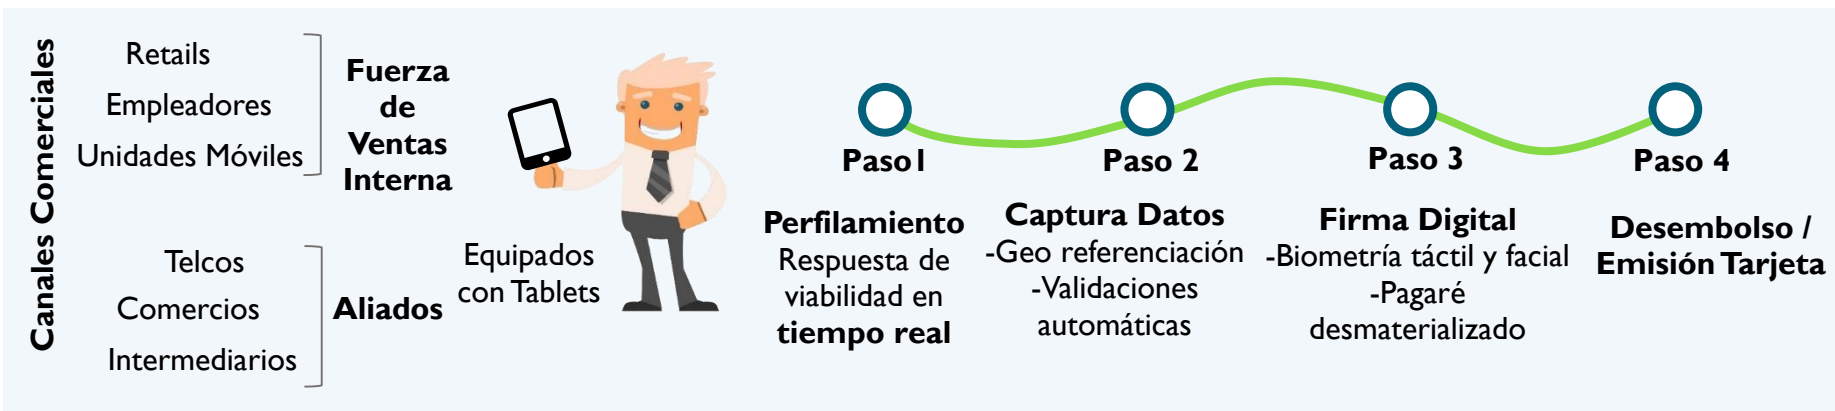 Canales Comerciales
Retails
Empleadores
Unidades Móviles
Fuerza
de
Ventas
Interna
Telcos
Comercios
Intermediarios
Aliados
Equipados
con Tablets
Paso1
Perfilamiento
Respuesta de
viabilidad en
tiempo real
Paso 2
Captura Datos
-Geo referenciación
-Validaciones
automáticas
Paso 3
Firma Digital
-Biometría táctil y facial
-Pagaré
desmaterializado
Paso 4
Desembolso /
Emisión Tarjeta